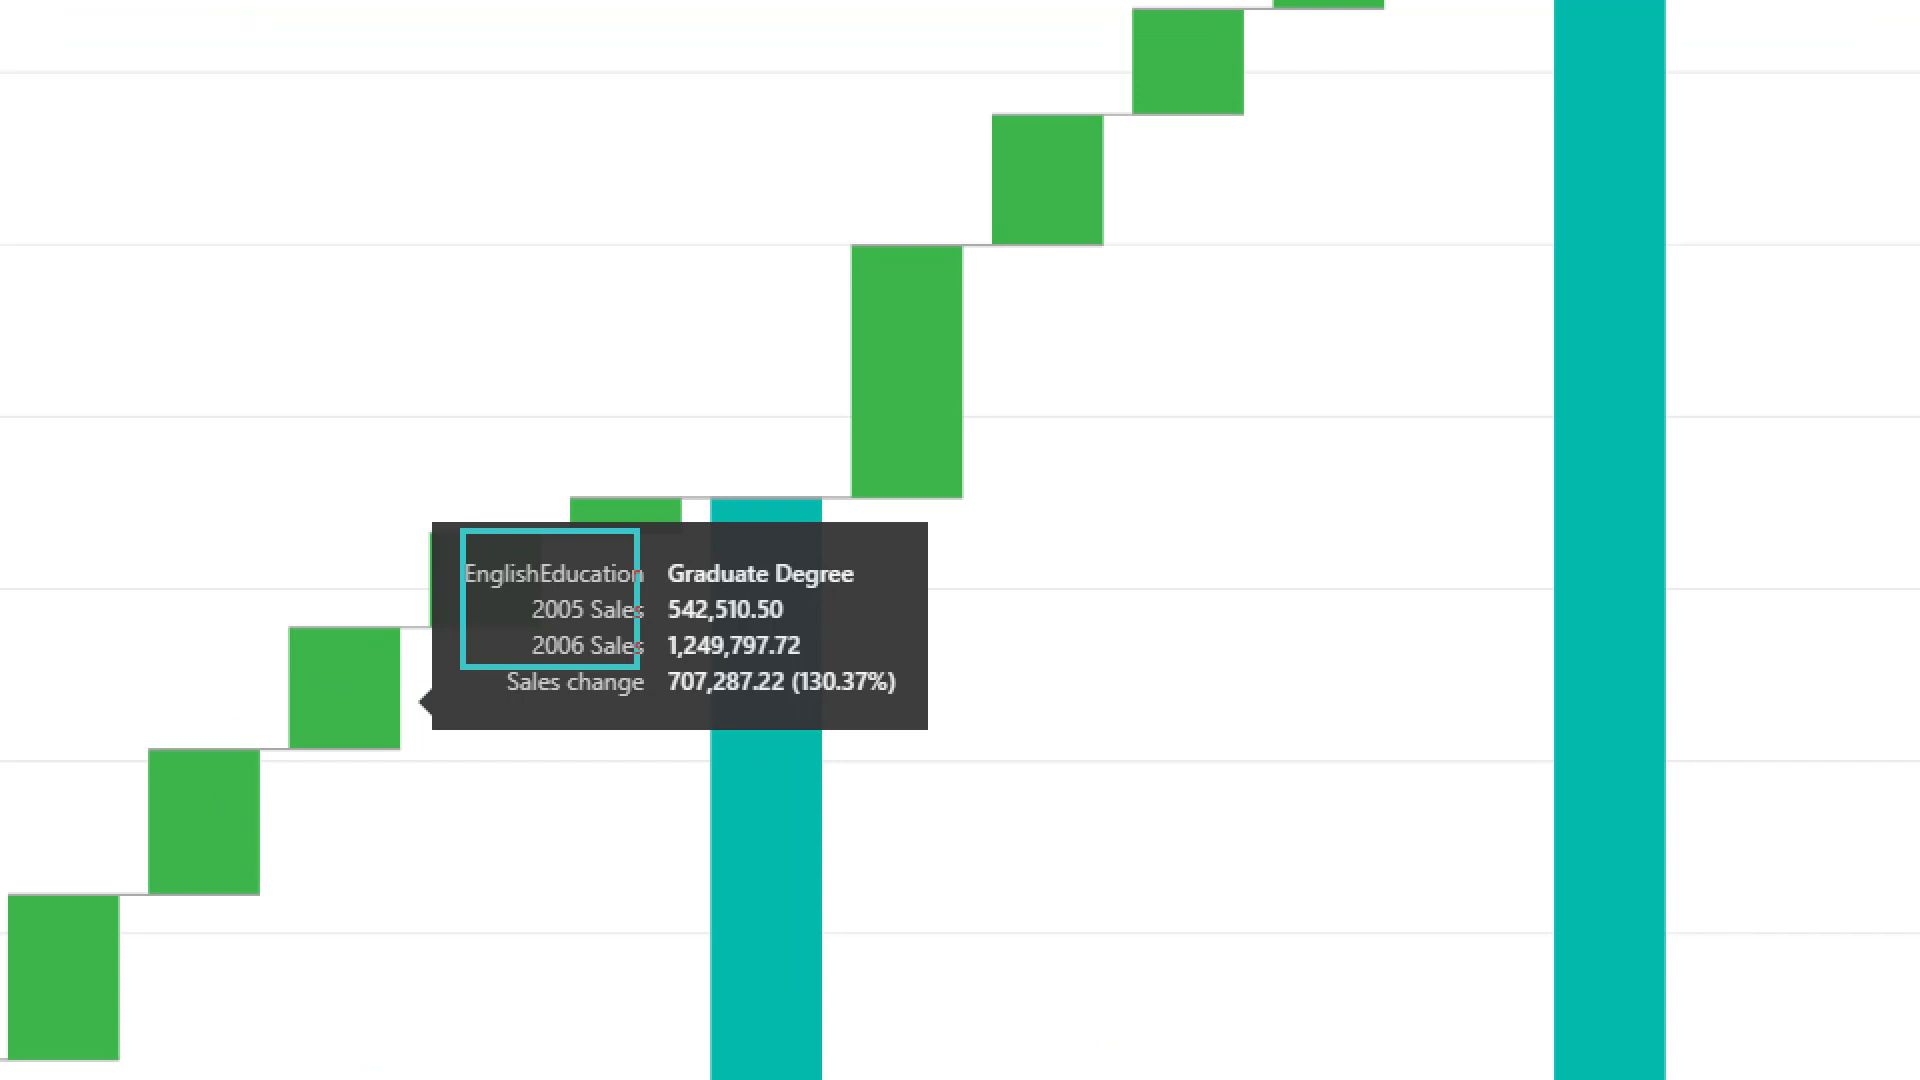 EnglishEducation Graduate Degree
2005 Sales 542,510.50
2006 Sales 1,249,797.72
Sales change 707,287.22 (130.37%)